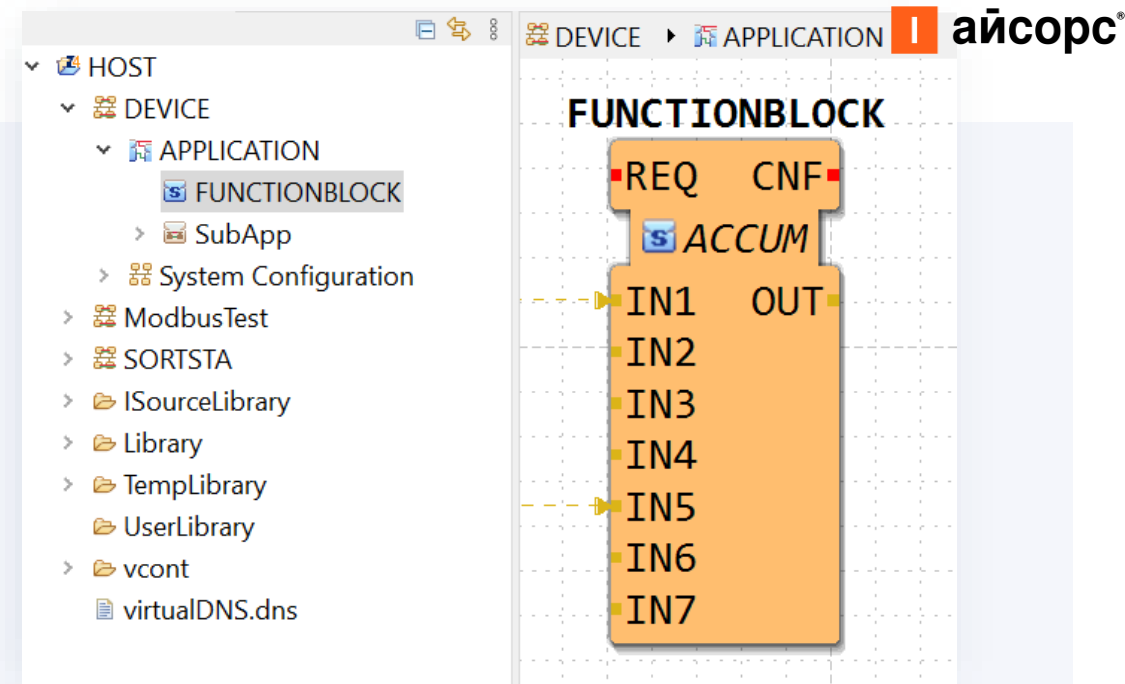 HOST
DEVICE
APPLICATION
FUNCTIONBLOCK
SubApp
System Configuration
ModbusTest
SORTSTA
ISourceLibrary
Library
TempLibrary
UserLibrary
vcont
virtualDNS.dns
DEVICE APPLICATION
I айсорс®
FUNCTIONBLOCK
REQ CNF
S ACCUM
IN1 OUT
IN2
IN3
IN4
IN5
IN6
IN7